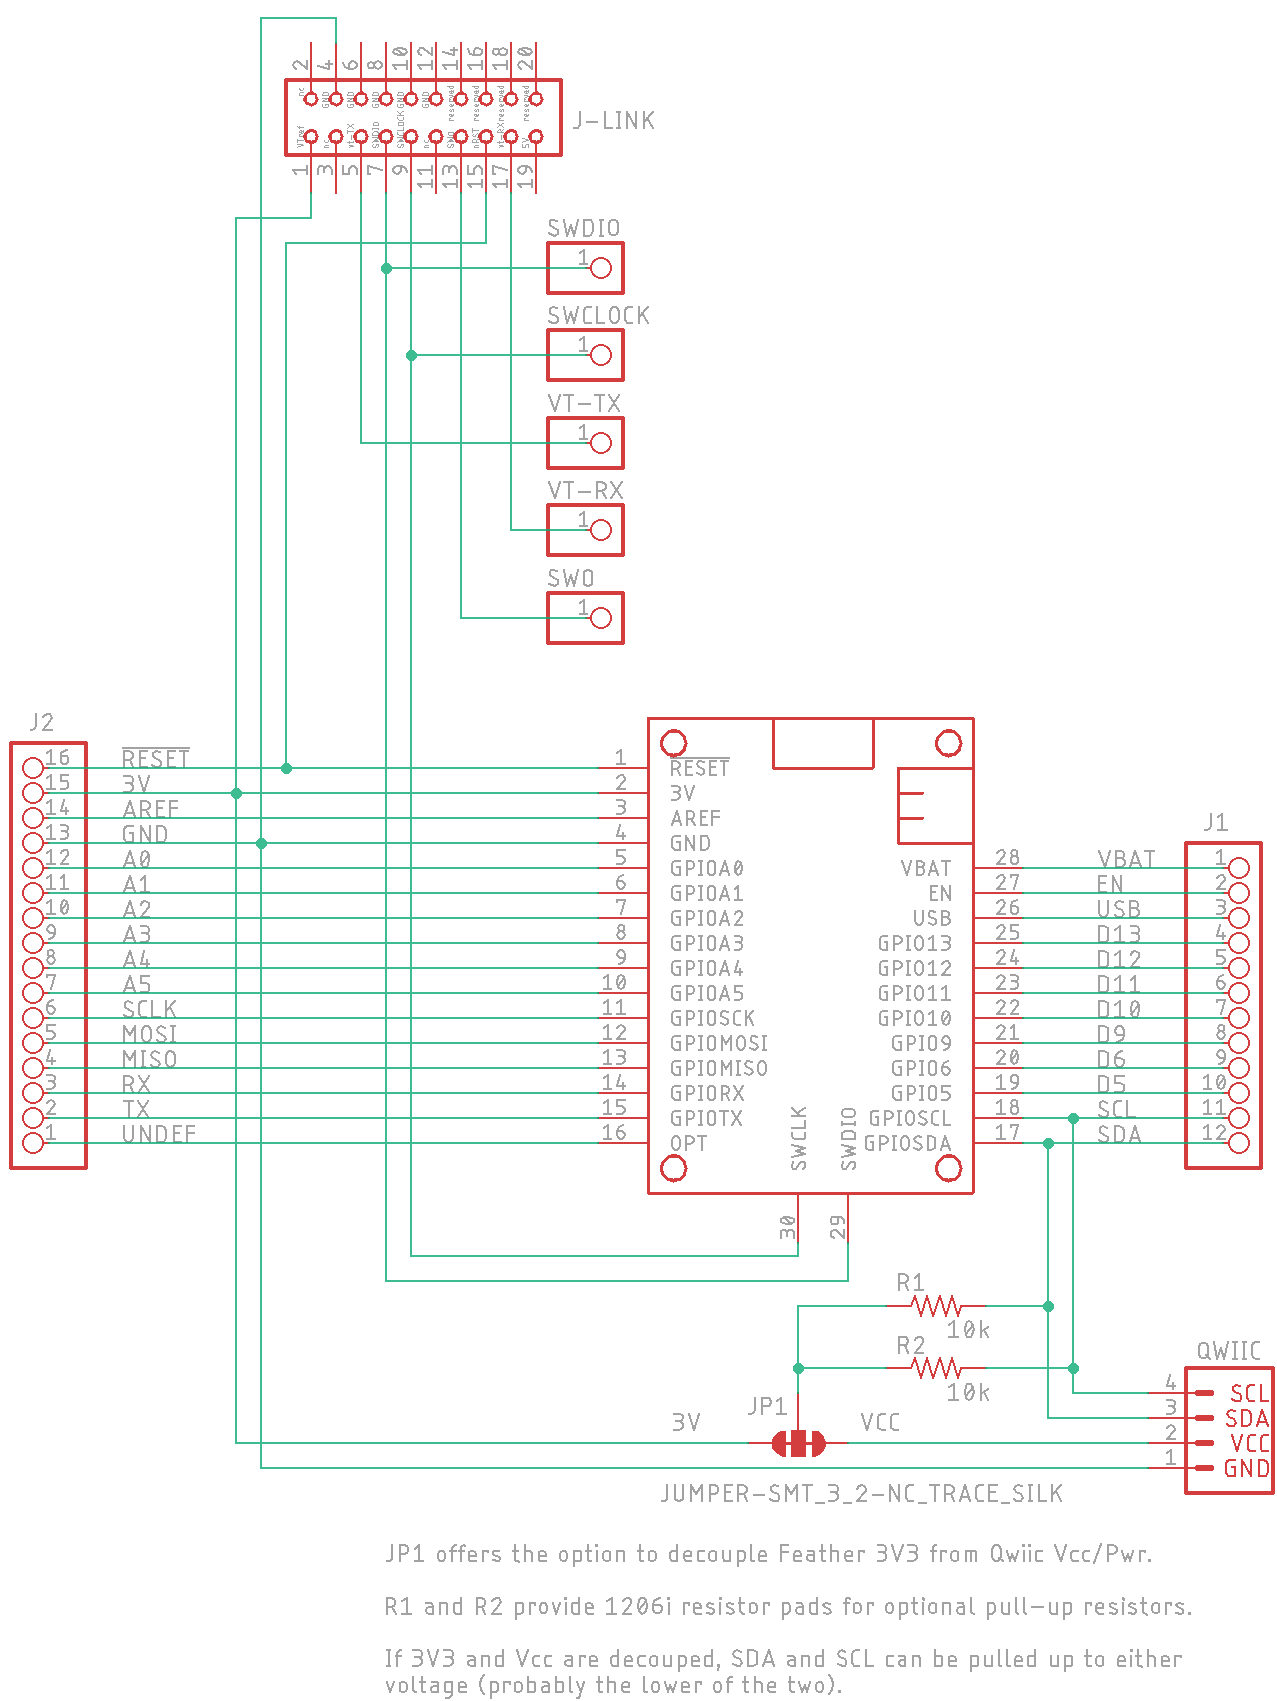 2 4 6 8 10 12 14 16 18 20
nc GND GND GND GND GND reserved reserved reserved reserved
J-LINK
VTref nc vt-TX SWDIO SWCLOCK nc SWO nRST vt-RX 5V
1 3 5 7 9 11 13 15 17 19
SWDIO
1
SWCLOCK
1
VT-TX
1
VT-RX
1
SWO
1
J2
16 RESET
15 3V
14 AREF
13 GND
12 A0
11 A1
10 A2
9 A3
8 A4
7 A5
6 SCLK
5 MOSI
4 MISO
3 RX
2 TX
1 UNDEF
1 RESET
2 3V
3 AREF
4 GND
5 GPIOA0
6 GPIOA1
7 GPIOA2
8 GPIOA3
9 GPIOA4
10 GPIOA5
11 GPIOSCK
12 GPIOMOSI
13 GPIOMISO
14 GPIORX
15 GPIOTX
16 OPT
SWCLK
SWDIO
30
29
VBAT 28
EN 27
USB 26
GPIO13 25
GPIO12 24
GPIO11 23
GPIO10 22
GPIO9 21
GPIO6 20
GPIO5 19
GPIOSCL 18
GPIOSDA 17
J1
VBAT 1
EN 2
USB 3
D13 4
D12 5
D11 6
D10 7
D9 8
D6 9
D5 10
SCL 11
SDA 12
R1
10k
R2
10k
QWIIC
4 SCL
3 SDA
2 VCC
1 GND
JP1
3V
VCC
JUMPER-SMT_3_2-NC_TRACE_SILK
JP1 offers the option to decouple Feather 3V3 from Qwiic Vcc/Pwr.
R1 and R2 provide 1206i resistor pads for optional pull-up resistors.
If 3V3 and Vcc are decouped, SDA and SCL can be pulled up to either
voltage (probably the lower of the two).